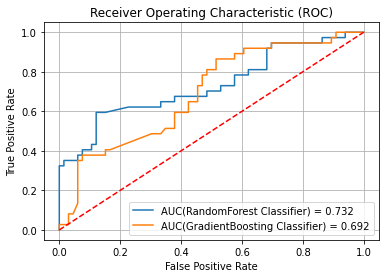 Receiver Operating Characteristic (ROC)
1.0
0.8
0.6
0.4
0.2
0.0
True Positive Rate
AUC(RandomForest Classifier) = 0.732
AUC(GradientBoosting Classifier) = 0.692
0.0 0.2 0.4 0.6 0.8 1.0
False Positive Rate